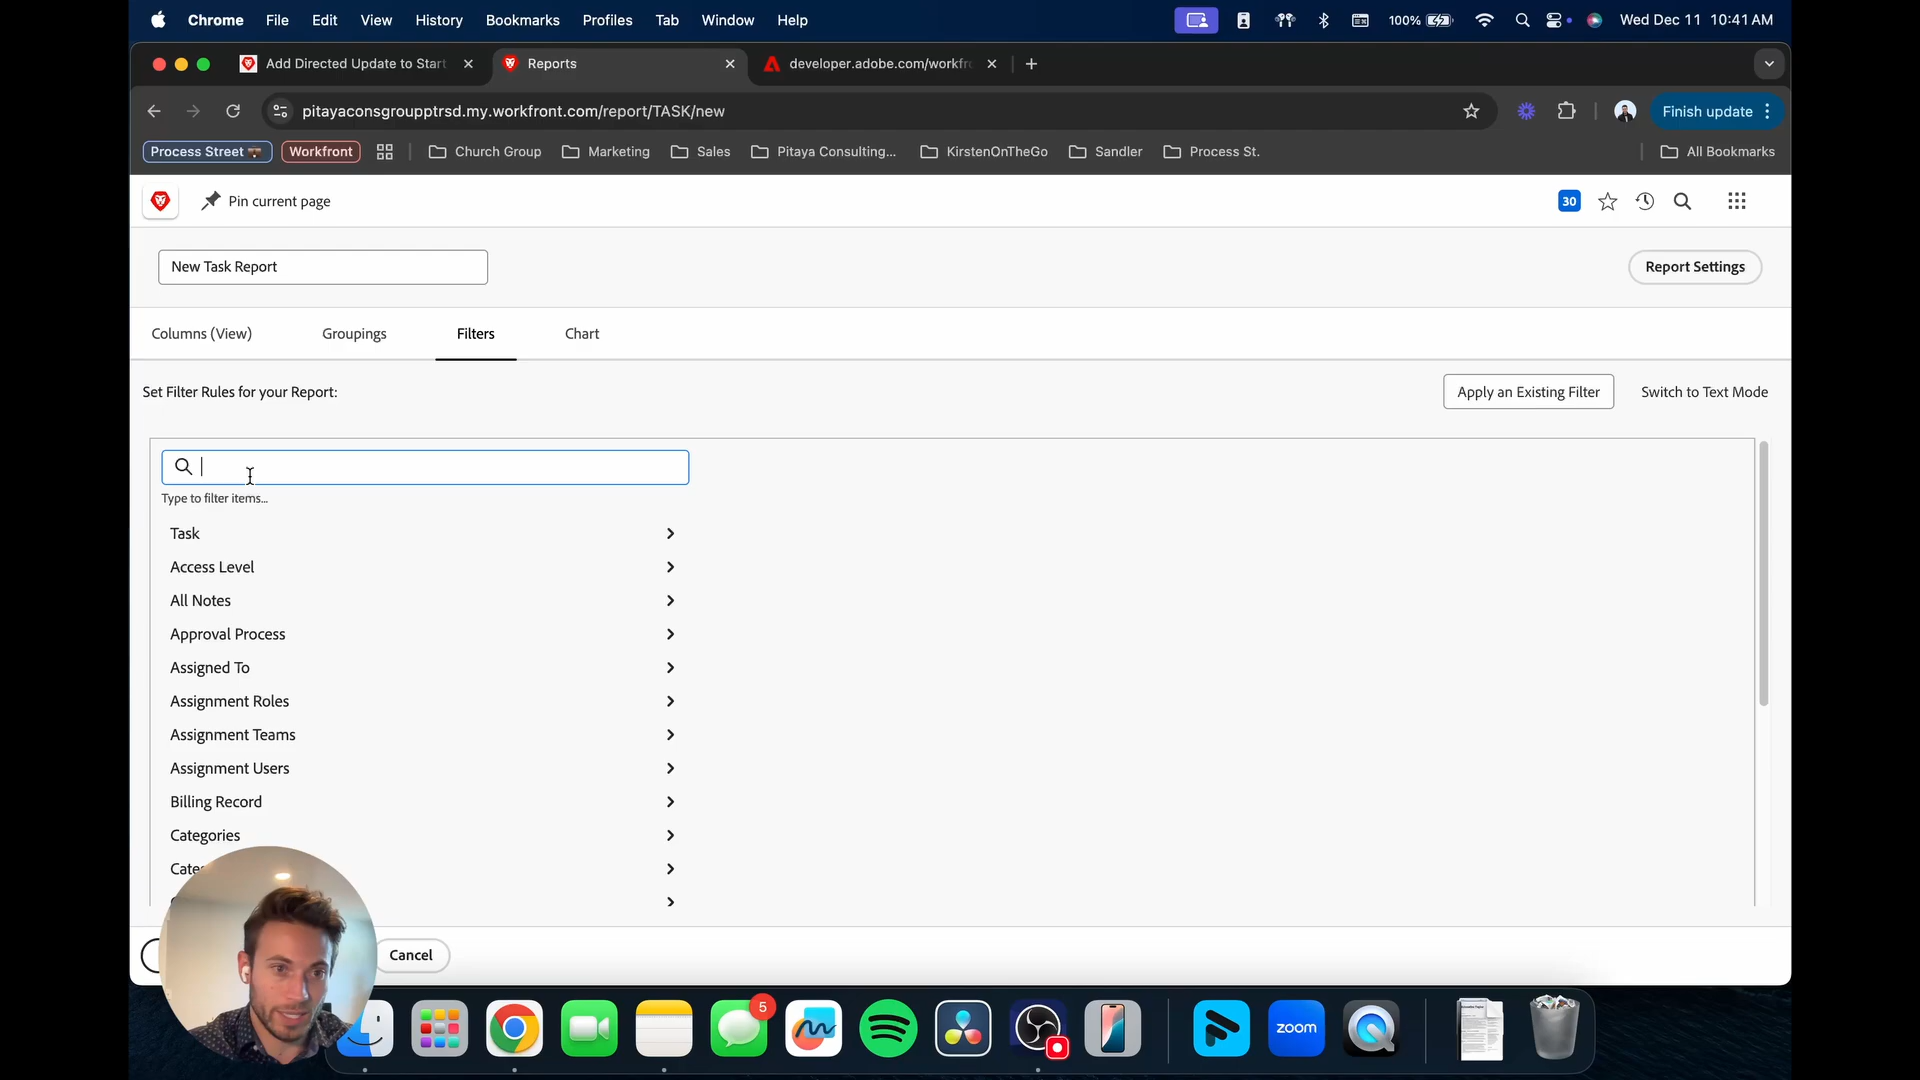 Chrome File Edit View History Bookmarks Profiles Tab Window Help 100% Wed Dec 11 10:41 AM
Add Directed Update to Start Reports developer.adobe.com/workfr
pitayaconsgroupptrsd.my.workfront.com/report/TASK/new Finish update
Process Street Workfront Church Group Marketing Sales Pitaya Consulting... KirstenOnTheGo Sandler Process St. All Bookmarks
Pin current page 30
New Task Report Report Settings
Columns (View) Groupings Filters Chart
Set Filter Rules for your Report: Apply an Existing Filter Switch to Text Mode
Type to filter items...
Task
Access Level
All Notes
Approval Process
Assigned To
Assignment Roles
Assignment Teams
Assignment Users
Billing Record
Categories
Cate
Cancel
5
zoom